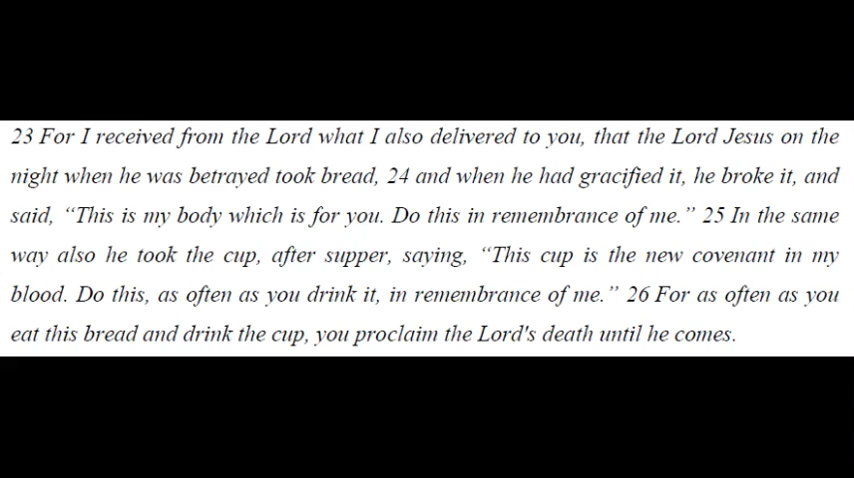 23 For I received from the Lord what I also delivered to you, that the Lord Jesus on the
night when he was betrayed took bread, 24 and when he had gracified it, he broke it, and
said, “This is my body which is for you. Do this in remembrance of me.” 25 In the same
way also he took the cup, after supper, saying, “This cup is the new covenant in my
blood. Do this, as often as you drink it, in remembrance of me.” 26 For as often as you
eat this bread and drink the cup, you proclaim the Lord's death until he comes.